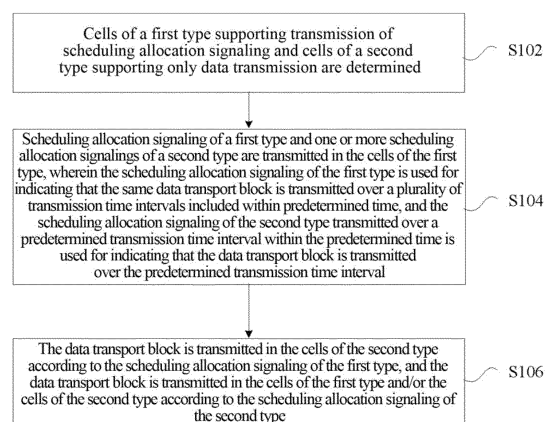 Cells of a first type supporting transmission of
scheduling allocation signaling and cells of a second
type supporting only data transmission are determined
S102
Scheduling allocation signaling of a first type and one or more scheduling
allocation signalings of a second type are transmitted in the cells of the first
type, wherein the scheduling allocation signaling of the first type is used for
indicating that the same data transport block is transmitted over a plurality of
transmission time intervals included within predetermined time, and the
scheduling allocation signaling of the second type transmitted over a
predetermined transmission time interval within the predetermined time is
used for indicating that the data transport block is transmitted
over the predetermined transmission time interval
S104
The data transport block is transmitted in the cells of the second type
according to the scheduling allocation signaling of the first type, and the
data transport block is transmitted in the cells of the first type and/or the
cells of the second type according to the scheduling allocation signaling of
the second type
S106